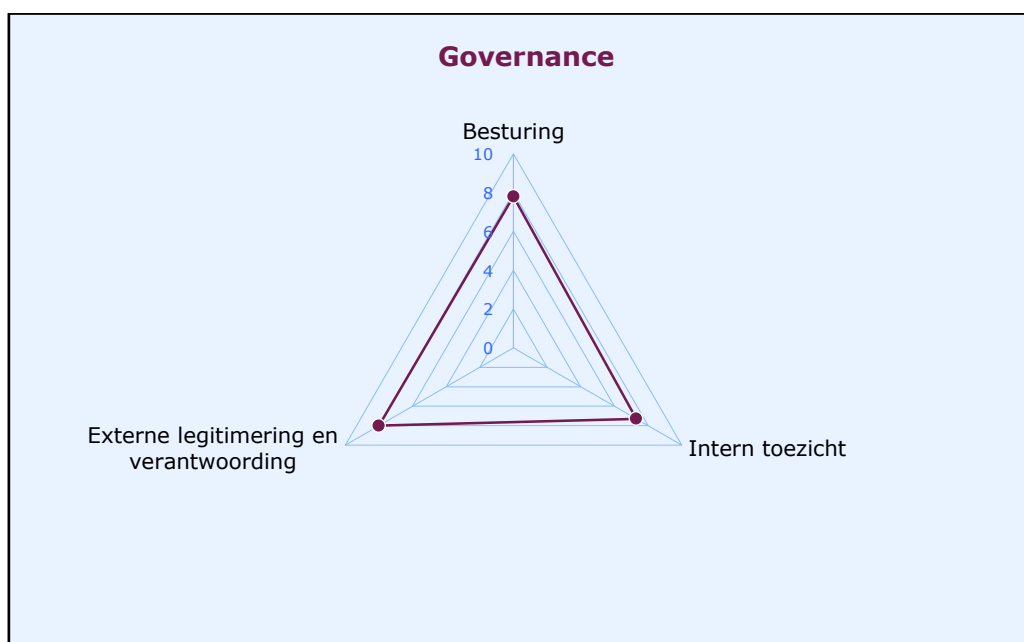 Governance
Besturing
10
8
6
4
2
0
Externe legitimering en
verantwoording
Intern toezicht